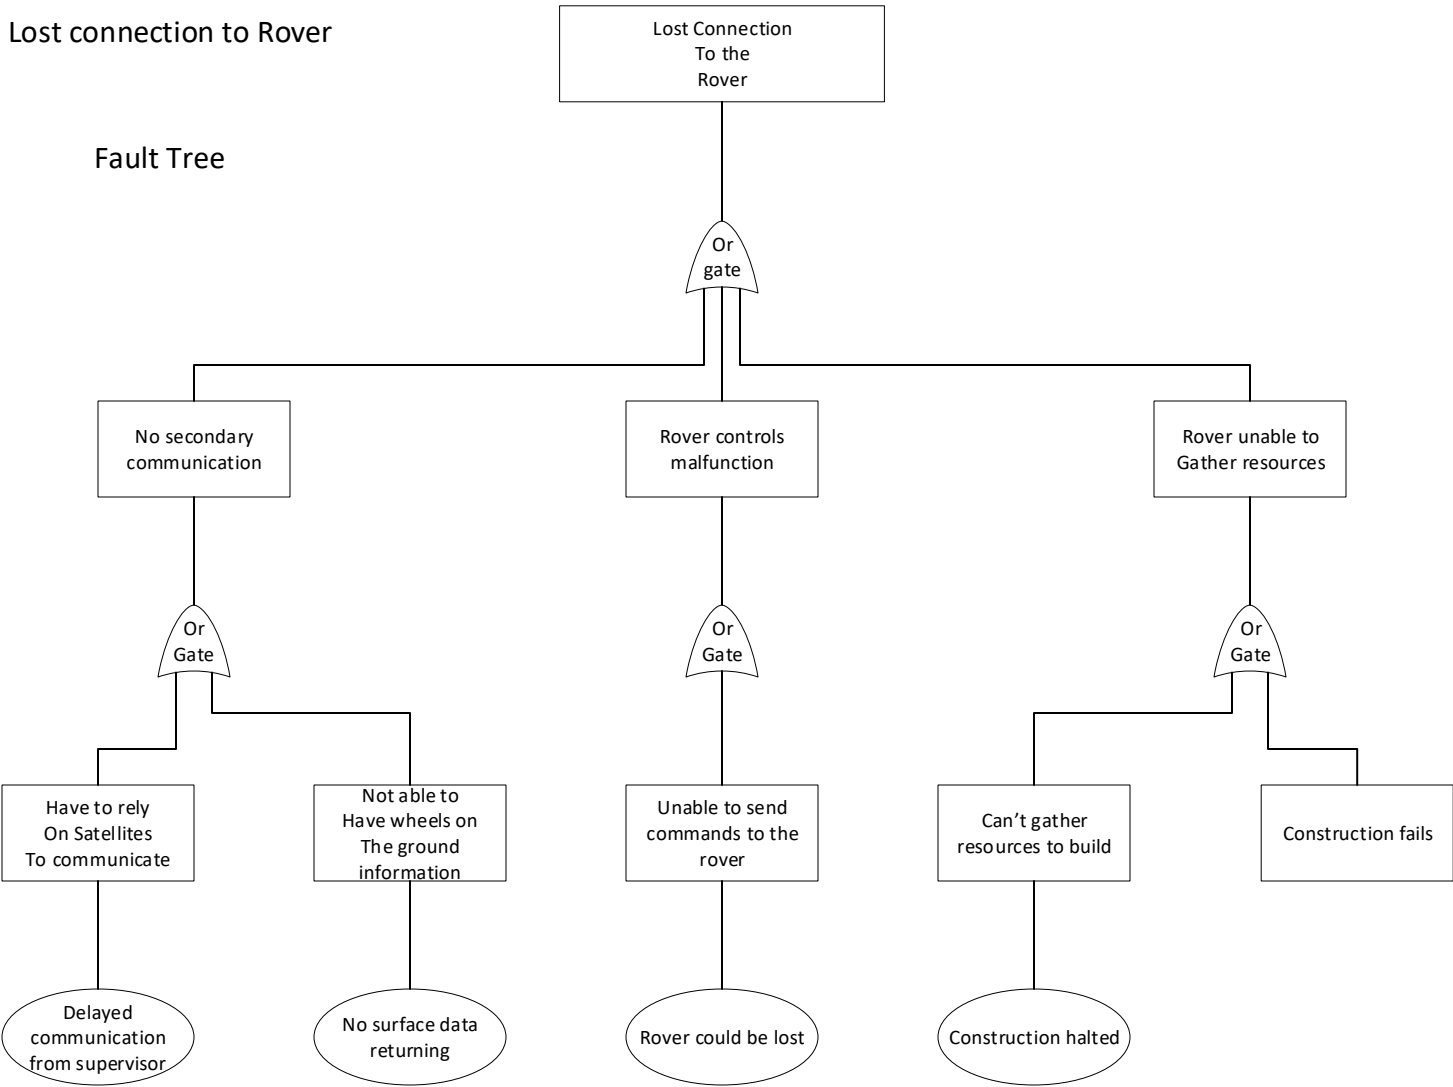 Lost connection to Rover
Lost Connection
To the
Rover
Fault Tree
Or
gate
No secondary
communication
Rover controls
malfunction
Rover unable to
Gather resources
Or
Gate
Or
Gate
Or
Gate
Have to rely
On Satellites
To communicate
Not able to
Have wheels on
The ground
information
Unable to send
commands to the
rover
Can’t gather
resources to build
Construction fails
Delayed
communication
from supervisor
No surface data
returning
Rover could be lost
Construction halted